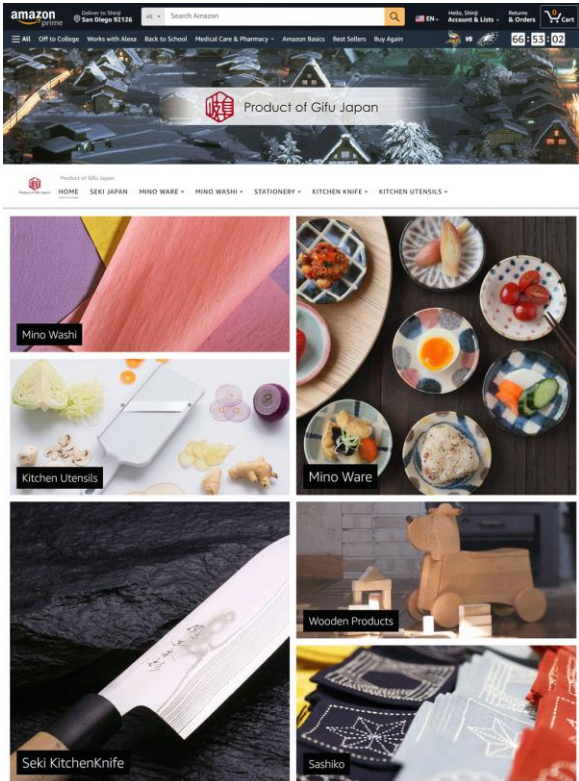 amazon prime
Deliver to Shinji
San Diego 92126
All
Search Amazon
EN
Hello, Shinji
Account & Lists
Returns
& Orders
0
Cart
All
Off to College
Works with Alexa
Back to School
Medical Care & Pharmacy
Amazon Basics
Best Sellers
Buy Again
VS
66:53:02
Product of Gifu Japan
Product of Gifu Japan
HOME
SEKI JAPAN
MINO WARE
MINO WASHI
STATIONERY
KITCHEN KNIFE
KITCHEN UTENSILS
Mino Washi
Kitchen Utensils
Mino Ware
Seki KitchenKnife
Wooden Products
Sashiko